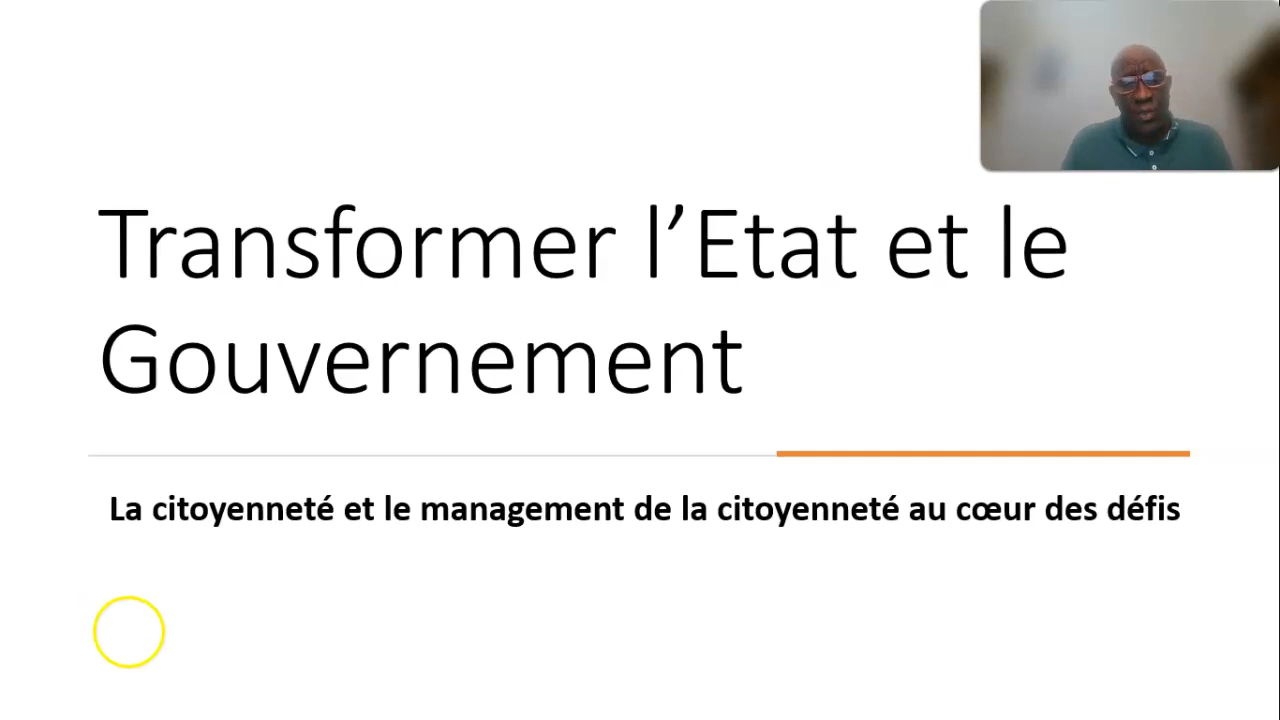 Transformer l’Etat et le
Gouvernement
La citoyenneté et le management de la citoyenneté au cœur des défis